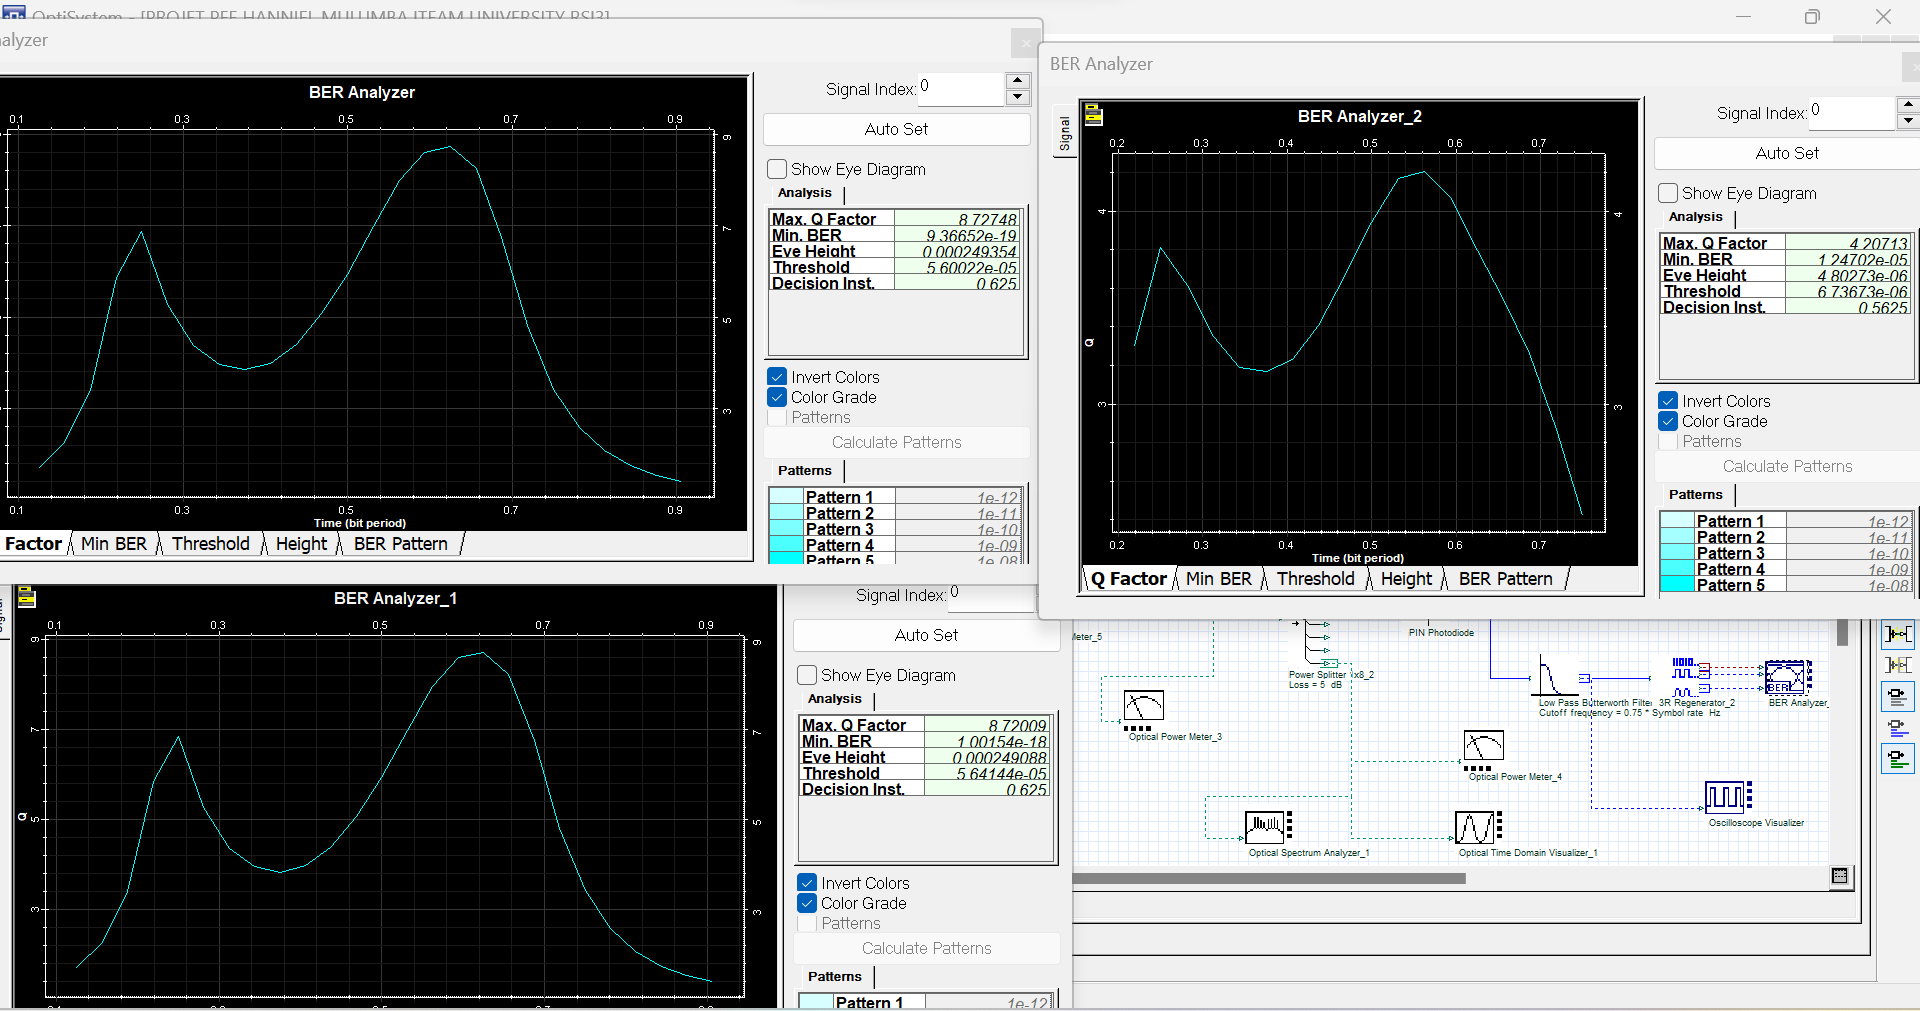 OptiSystem - [PROJET PFE HANNIEL MULUMBA ITEAM UNIVERSITY RSI3]
alyzer
BER Analyzer
0.1 0.3 0.5 0.7 0.9
9
7
5
3
0.1 0.3 0.5 0.7 0.9
Time (bit period)
Factor Min BER Threshold Height BER Pattern
Signal Index: 0
Auto Set
Show Eye Diagram
Analysis
Max. Q Factor 8.72748
Min. BER 9.36652e-19
Eye Height 0.000249354
Threshold 5.60022e-05
Decision Inst. 0.625
Invert Colors
Color Grade
Patterns
Calculate Patterns
Patterns
Pattern 1 1e-12
Pattern 2 1e-11
Pattern 3 1e-10
Pattern 4 1e-09
Pattern 5 1e-08
BER Analyzer
Signal
BER Analyzer_2
0.2 0.3 0.4 0.5 0.6 0.7
4 4
Q
3 3
0.2 0.3 0.4 0.5 0.6 0.7
Time (bit period)
Q Factor Min BER Threshold Height BER Pattern
Signal Index: 0
Auto Set
Show Eye Diagram
Analysis
Max. Q Factor 4.20713
Min. BER 1.24702e-05
Eye Height 4.80273e-06
Threshold 6.73673e-06
Decision Inst. 0.5625
Invert Colors
Color Grade
Patterns
Calculate Patterns
Patterns
Pattern 1 1e-12
Pattern 2 1e-11
Pattern 3 1e-10
Pattern 4 1e-09
Pattern 5 1e-08
BER Analyzer_1
0.1 0.3 0.5 0.7 0.9
9 9
7 7
Q 5 5
3 3
Signal Index: 0
Auto Set
Show Eye Diagram
Analysis
Max. Q Factor 8.72009
Min. BER 1.00154e-18
Eye Height 0.000249088
Threshold 5.64144e-05
Decision Inst. 0.625
Invert Colors
Color Grade
Patterns
Calculate Patterns
Patterns
Pattern 1 1e-12
Meter_5
PIN Photodiode
Power Splitter 1x8_2
Loss = 5 dB
Optical Power Meter_3
Low Pass Butterworth Filter
Cutoff frequency = 0.75 * Symbol rate Hz
3R Regenerator_2
BER
BER Analyzer_
Optical Power Meter_4
Oscilloscope Visualizer
Optical Spectrum Analyzer_1
Optical Time Domain Visualizer_1